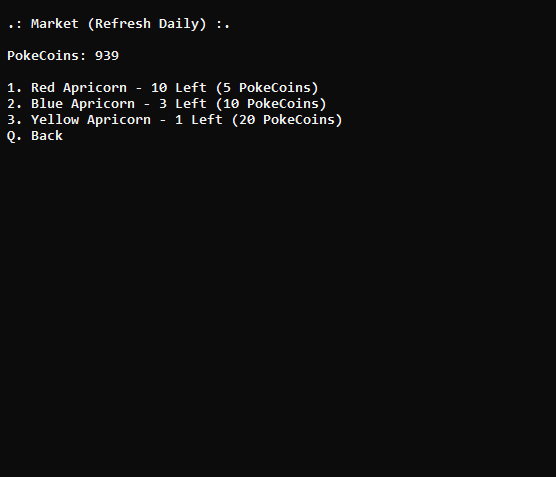 .: Market (Refresh Daily) :.
PokeCoins: 939
1. Red Apricorn - 10 Left (5 PokeCoins)
2. Blue Apricorn - 3 Left (10 PokeCoins)
3. Yellow Apricorn - 1 Left (20 PokeCoins)
Q. Back